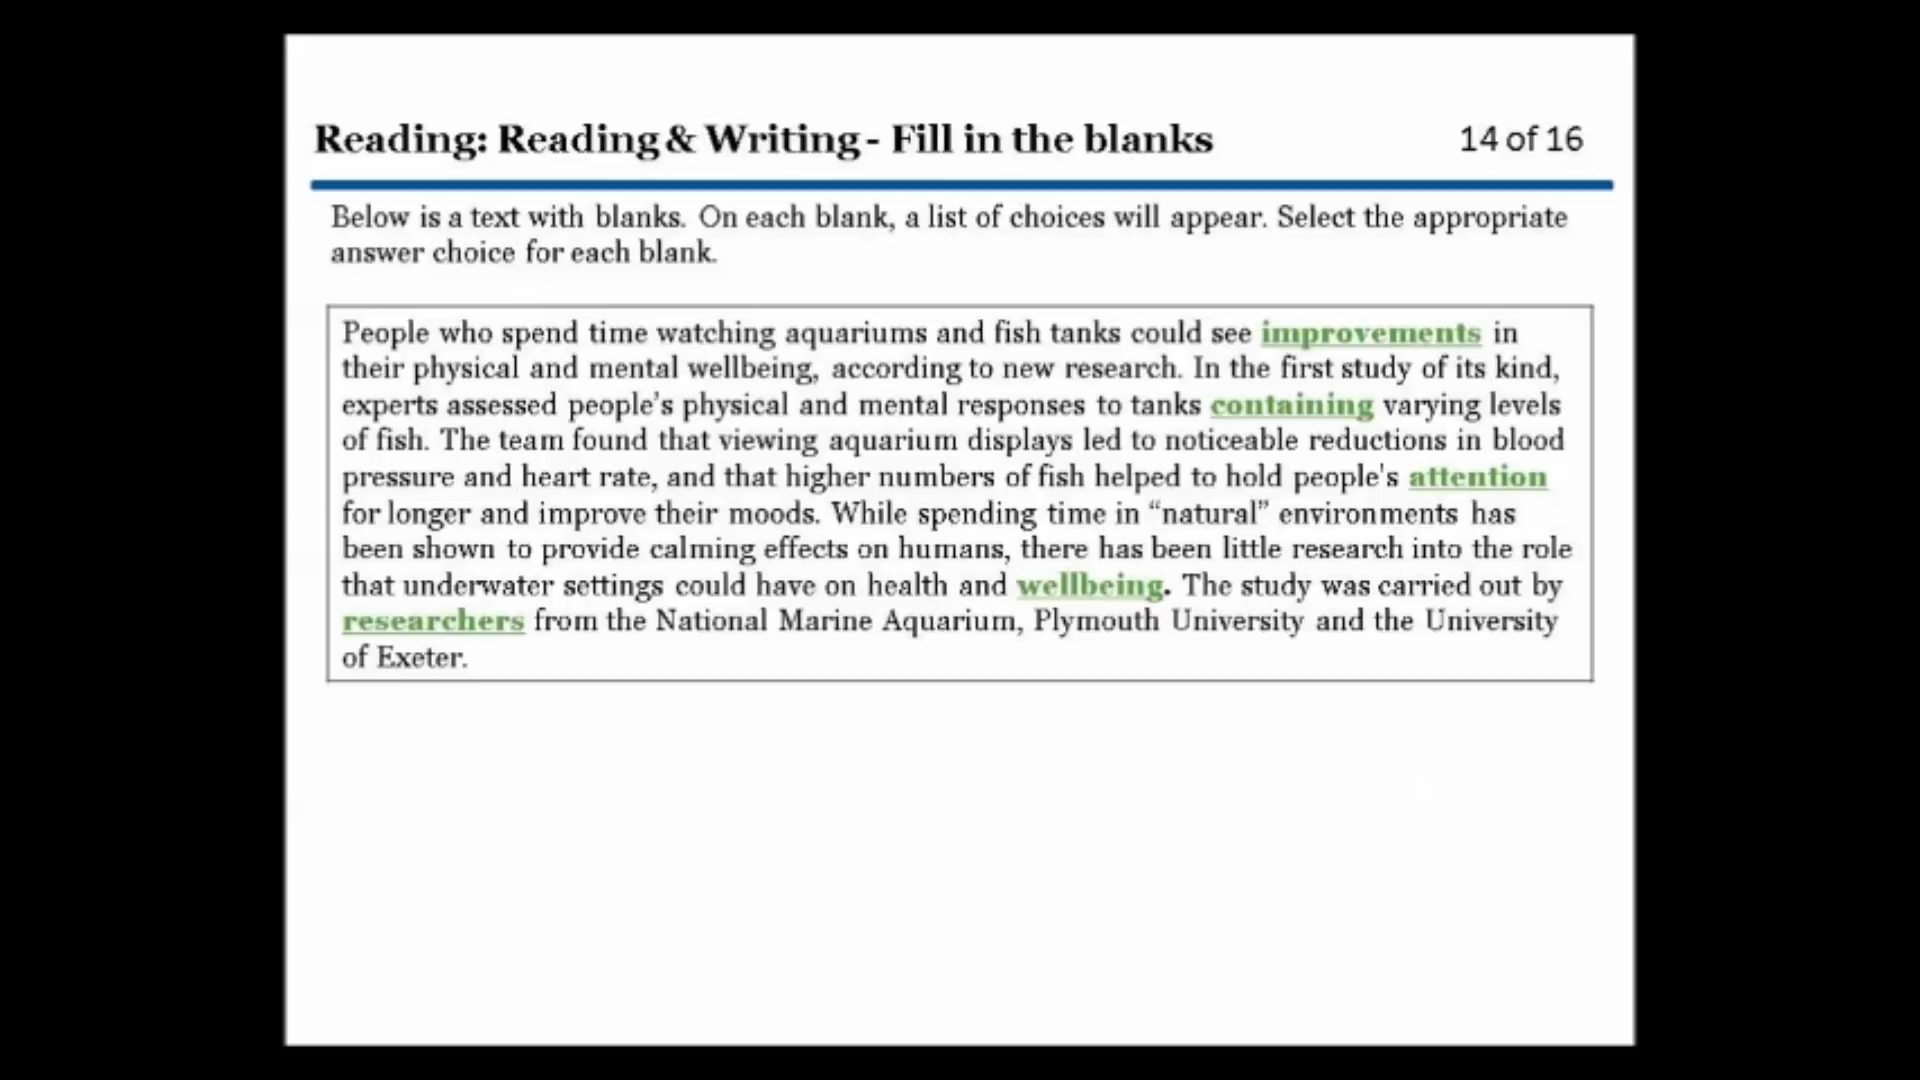 Reading: Reading & Writing - Fill in the blanks 14 of 16
Below is a text with blanks. On each blank, a list of choices will appear. Select the appropriate
answer choice for each blank.
People who spend time watching aquariums and fish tanks could see improvements in
their physical and mental wellbeing, according to new research. In the first study of its kind,
experts assessed people's physical and mental responses to tanks containing varying levels
of fish. The team found that viewing aquarium displays led to noticeable reductions in blood
pressure and heart rate, and that higher numbers of fish helped to hold people's attention
for longer and improve their moods. While spending time in “natural” environments has
been shown to provide calming effects on humans, there has been little research into the role
that underwater settings could have on health and wellbeing. The study was carried out by
researchers from the National Marine Aquarium, Plymouth University and the University
of Exeter.